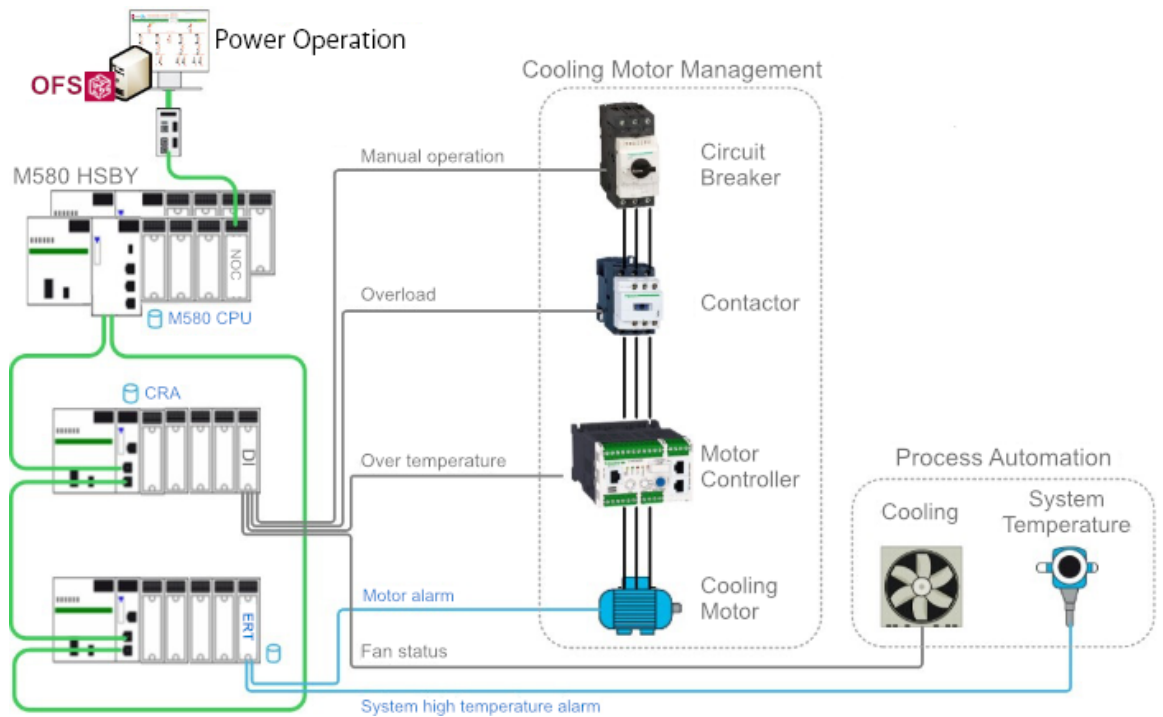 Power Operation
OFS
Cooling Motor Management
Manual operation
Circuit
Breaker
M580 HSBY
NOC
Overload
Contactor
M580 CPU
CRA
DI
Over temperature
Motor
Controller
Process Automation
Cooling
System
Temperature
Motor alarm
Cooling
Motor
ERT
Fan status
System high temperature alarm